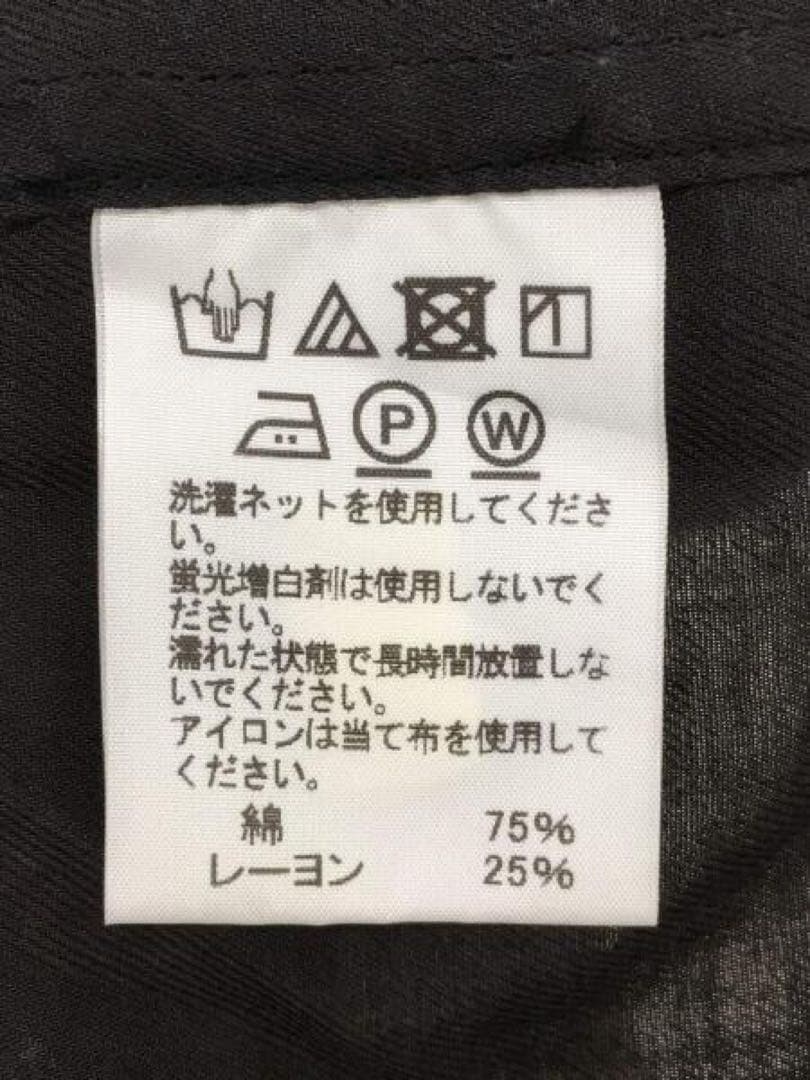 P W
洗濯ネットを使用してくださ
い。
蛍光増白剤は使用しないでく
ださい。
濡れた状態で長時間放置しな
いでください。
アイロンは当て布を使用して
ください。
綿 75%
レーヨン 25%